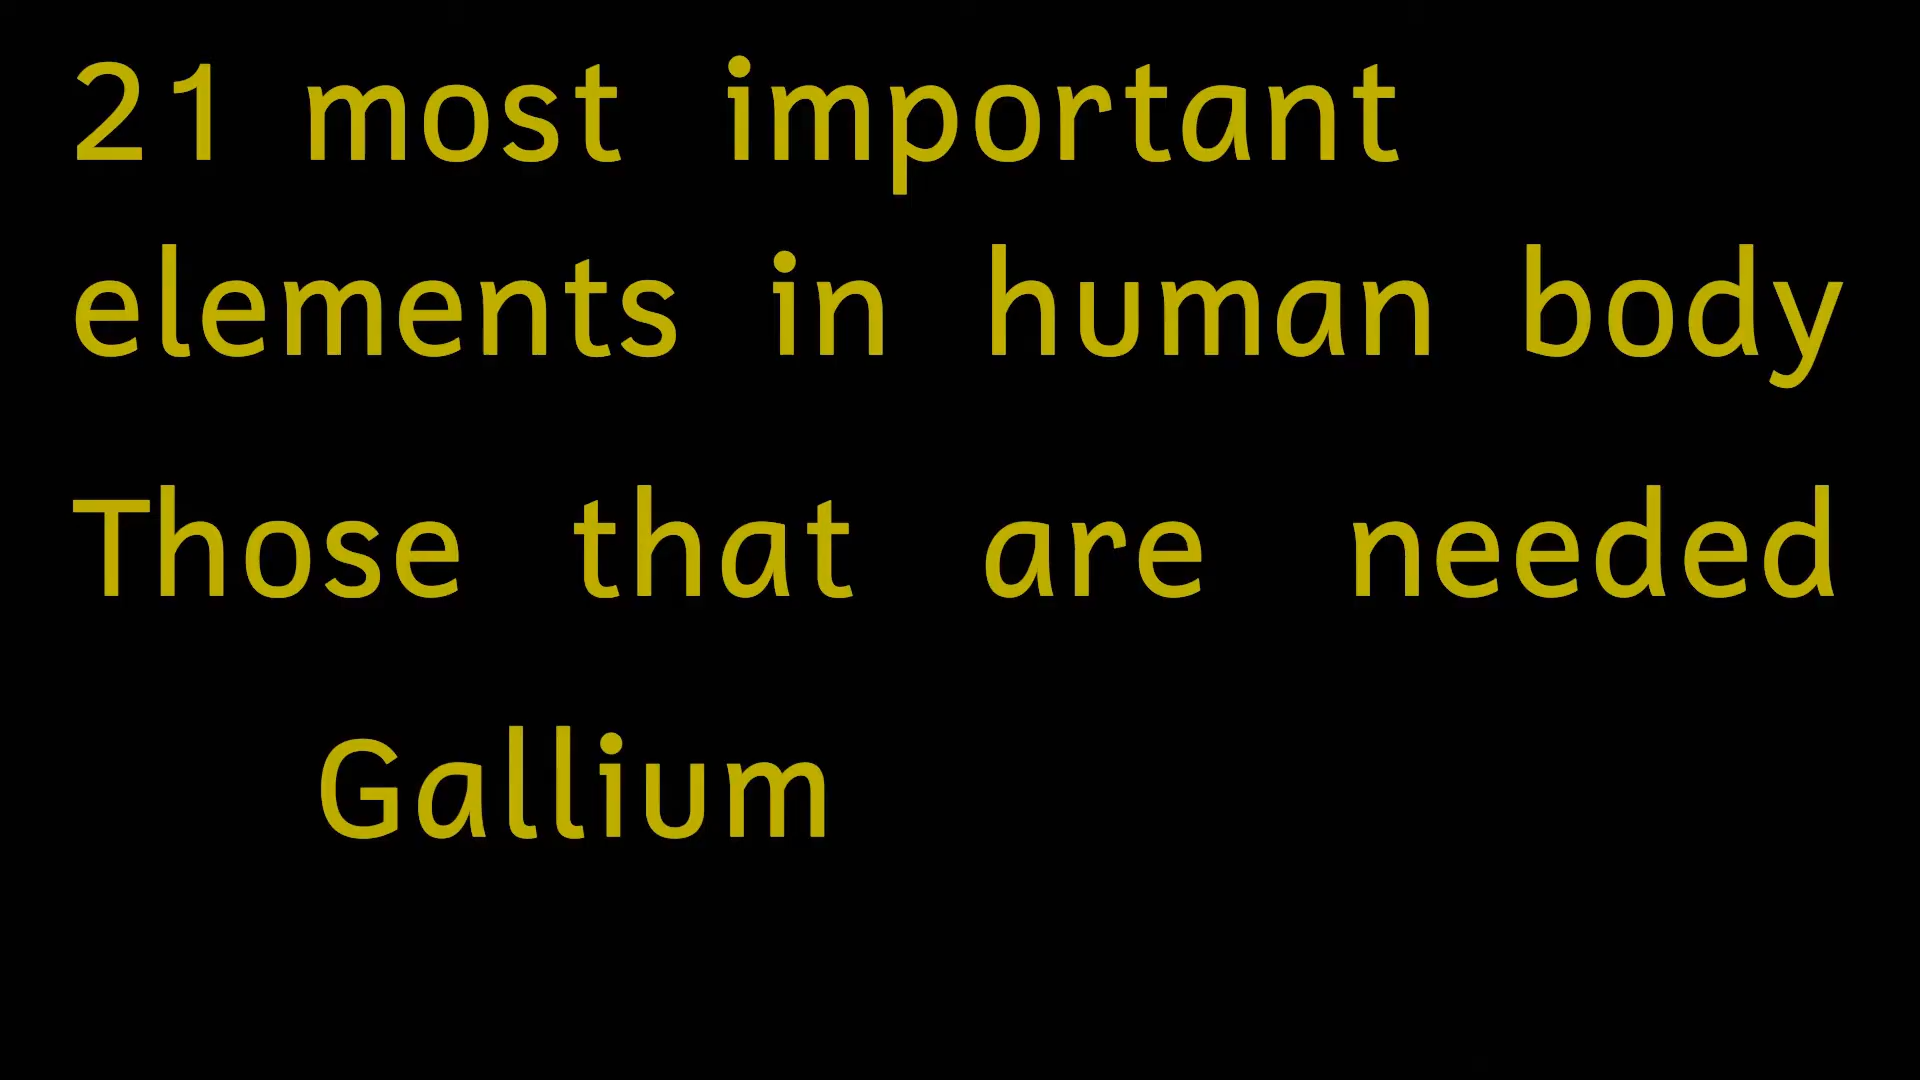 21 most important
elements in human body
Those that are needed
Gallium